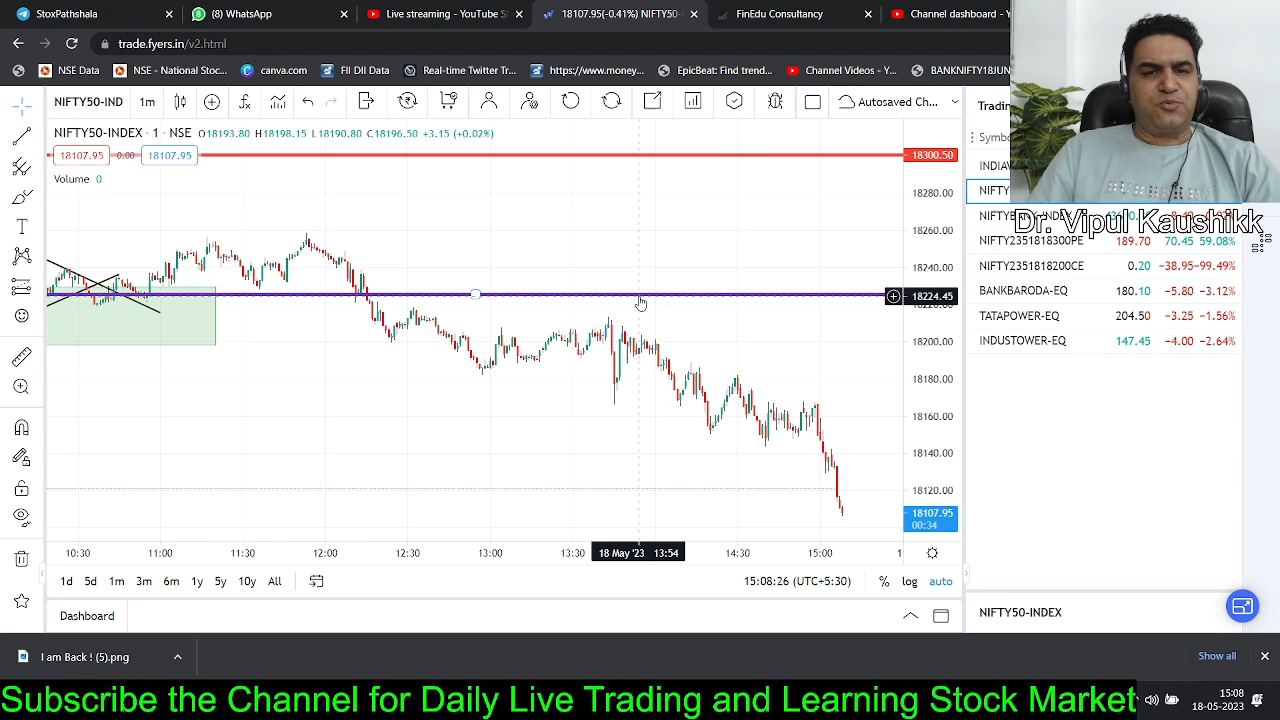 StoxPathshala
(8) WhatsApp
Live streaming - YouTube S
18107.95(-0.41%) NIFTY50-
FinEdu Consultancy
Channel dashboard -
trade.fyers.in/v2.html
NSE Data
NSE - National Stoc...
canva.com
FII DII Data
Real-time Twitter Tr...
https://www.money...
EpicBeat: Find trend...
Channel Videos - Y...
BANKNIFTY18JUN
NIFTY50-IND
1m
Autosaved Ch...
Tradin
NIFTY50-INDEX · 1 · NSE O18193.80 H18198.15 L18190.80 C18196.50 +3.15 (+0.02%)
18107.95 0.00 18107.95
Volume 0
18300.50
18280.00
18260.00
18240.00
18224.45
18200.00
18180.00
18160.00
18140.00
18120.00
18107.95
00:34
Symbo
INDIAV
NIFTY
Dr. Vipul Kaushikk
NIFTY2351818300PE 189.70 70.45 59.08%
NIFTY2351818200CE 0.20 -38.95 -99.49%
BANKBARODA-EQ 180.10 -5.80 -3.12%
TATAPOWER-EQ 204.50 -3.25 -1.56%
INDUSTOWER-EQ 147.45 -4.00 -2.64%
10:30 11:00 11:30 12:00 12:30 13:00 13:30 18 May '23 13:54 14:30 15:00 1
1d 5d 1m 3m 6m 1y 5y 10y All
15:08:26 (UTC+5:30) % log auto
Dashboard
NIFTY50-INDEX
I am Back ! (5).png
Show all
Subscribe the Channel for Daily Live Trading and Learning Stock Market
15:08
18-05-2023